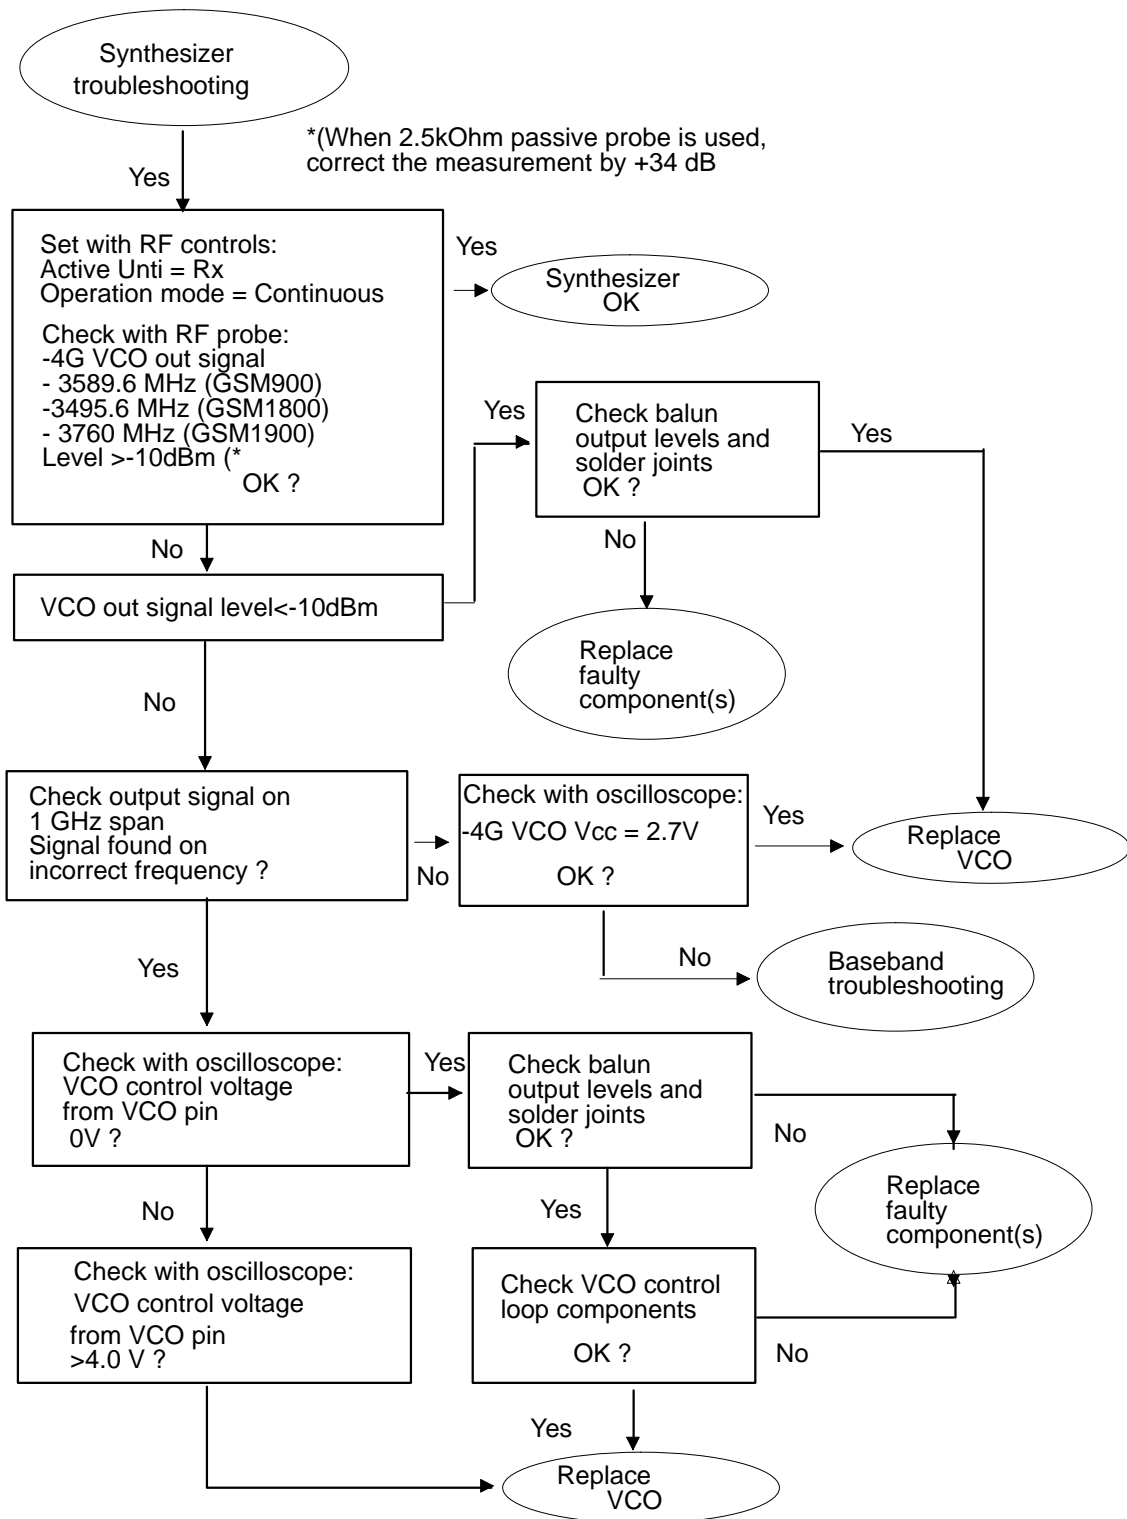 Synthesizer
troubleshooting
*(When 2.5kOhm passive probe is used,
correct the measurement by +34 dB
Yes
Set with RF controls:
Active Unti = Rx
Operation mode = Continuous
Check with RF probe:
-4G VCO out signal
- 3589.6 MHz (GSM900)
-3495.6 MHz (GSM1800)
- 3760 MHz (GSM1900)
Level >-10dBm (*
OK ?
Yes
Synthesizer
OK
No
VCO out signal level<-10dBm
Yes
Check balun
output levels and
solder joints
OK ?
Yes
No
Replace
faulty
component(s)
No
Check output signal on
1 GHz span
Signal found on
incorrect frequency ?
No
Check with oscilloscope:
-4G VCO Vcc = 2.7V
OK ?
Yes
Replace
VCO
No
Baseband
troubleshooting
Yes
Check with oscilloscope:
VCO control voltage
from VCO pin
0V ?
Yes
Check balun
output levels and
solder joints
OK ?
No
Replace
faulty
component(s)
No
Yes
Check with oscilloscope:
VCO control voltage
from VCO pin
>4.0 V ?
Check VCO control
loop components
OK ?
No
Yes
Replace
VCO